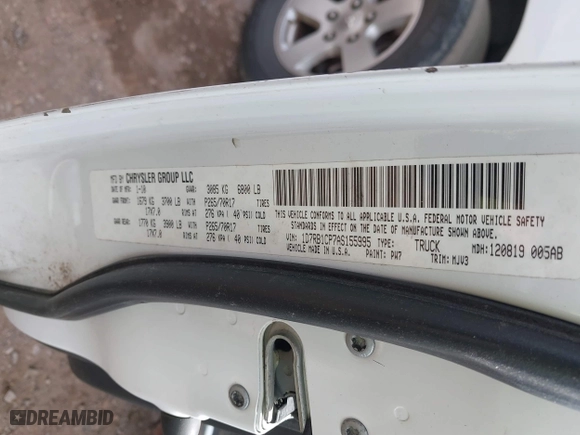 MFD BY CHRYSLER GROUP LLC
DATE OF MFR: 1-10 GVWR: 3085 KG 6800 LB
GAWR FRONT: 1679 KG 3700 LB P265/70R17 TIRES
17X7.0 RIMS AT 276 KPA( 40 PSI) COLD
GAWR REAR: 1770 KG 3900 LB P265/70R17 TIRES
17X7.0 RIMS AT 276 KPA( 40 PSI) COLD
THIS VEHICLE CONFORMS TO ALL APPLICABLE U.S.A. FEDERAL MOTOR VEHICLE SAFETY
STANDARDS IN EFFECT ON THE DATE OF MANUFACTURE SHOWN ABOVE.
VIN: 1D7RB1CP7AS155995 TYPE: TRUCK MDH: 120819 005AB
VEHICLE MADE IN U.S.A. PAINT: PW7 TRIM: MJV3
DREAMBID